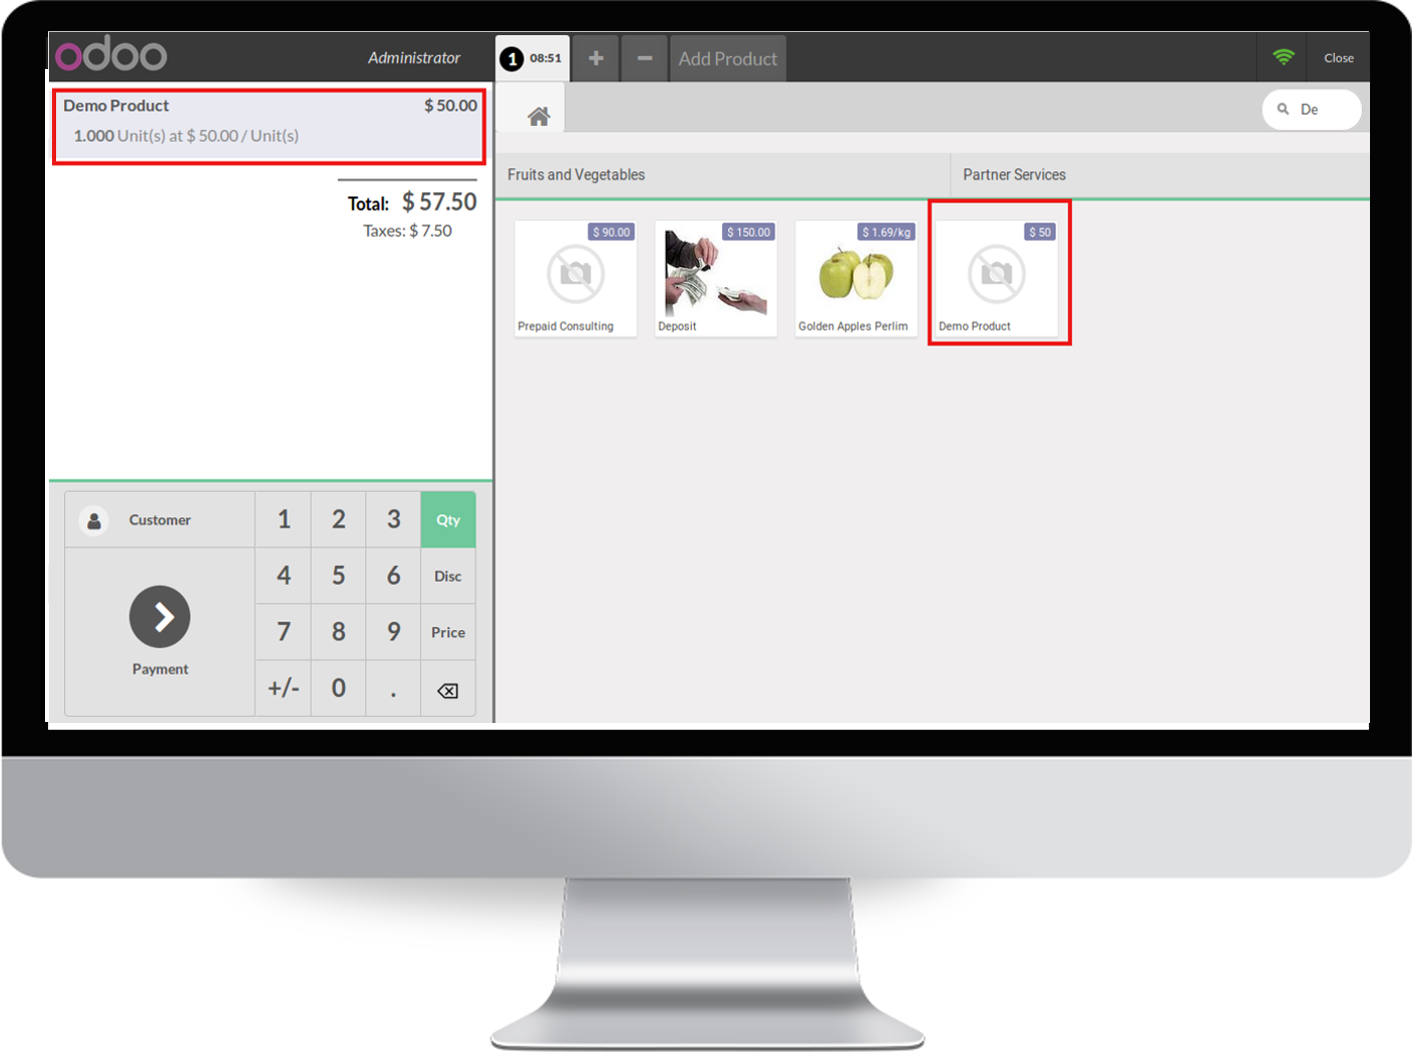 odoo
Administrator
1 08:51
+
−
Add Product
Close
Demo Product $ 50.00
1.000 Unit(s) at $ 50.00 / Unit(s)
Total: $ 57.50
Taxes: $ 7.50
De
Fruits and Vegetables
Partner Services
$ 90.00
Prepaid Consulting
$ 150.00
Deposit
$ 1.69/kg
Golden Apples Perlim
$ 50
Demo Product
Customer
Payment
1 2 3 Qty
4 5 6 Disc
7 8 9 Price
+/- 0 .